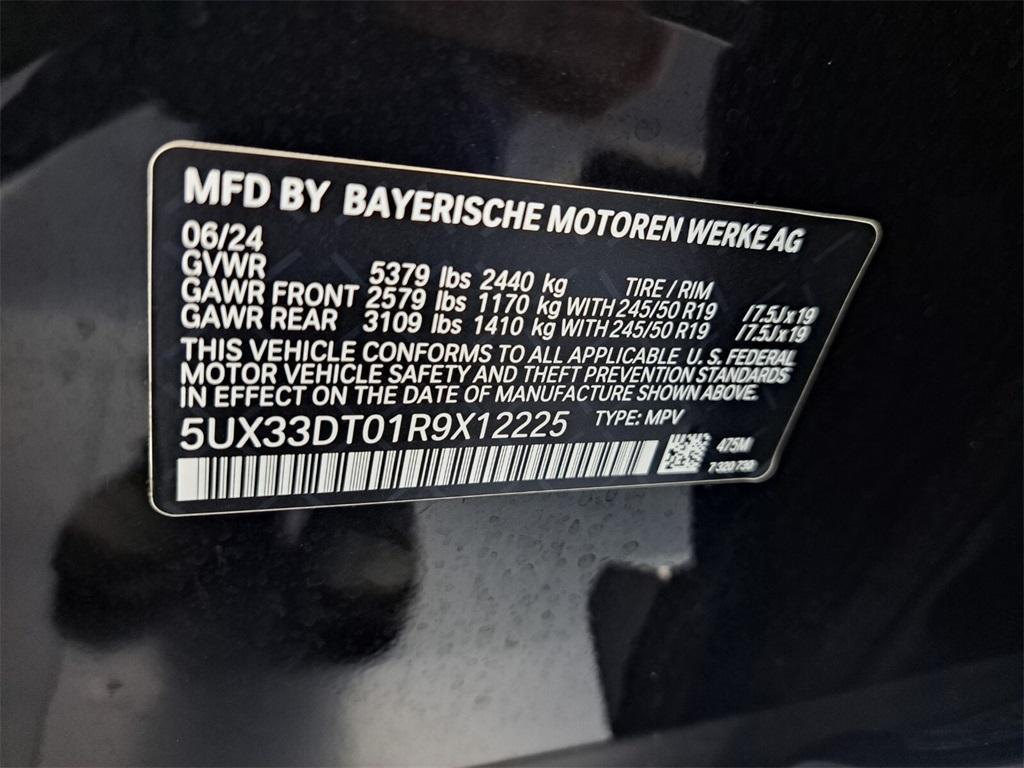 MFD BY BAYERISCHE MOTOREN WERKE AG
06/24
GVWR 5379 lbs 2440 kg TIRE / RIM
GAWR FRONT 2579 lbs 1170 kg WITH 245/50 R19 /7.5Jx19
GAWR REAR 3109 lbs 1410 kg WITH 245/50 R19 /7.5Jx19
THIS VEHICLE CONFORMS TO ALL APPLICABLE U.S. FEDERAL
MOTOR VEHICLE SAFETY AND THEFT PREVENTION STANDARDS
IN EFFECT ON THE DATE OF MANUFACTURE SHOWN ABOVE.
5UX33DT01R9X12225 TYPE: MPV
475M
7 320 730